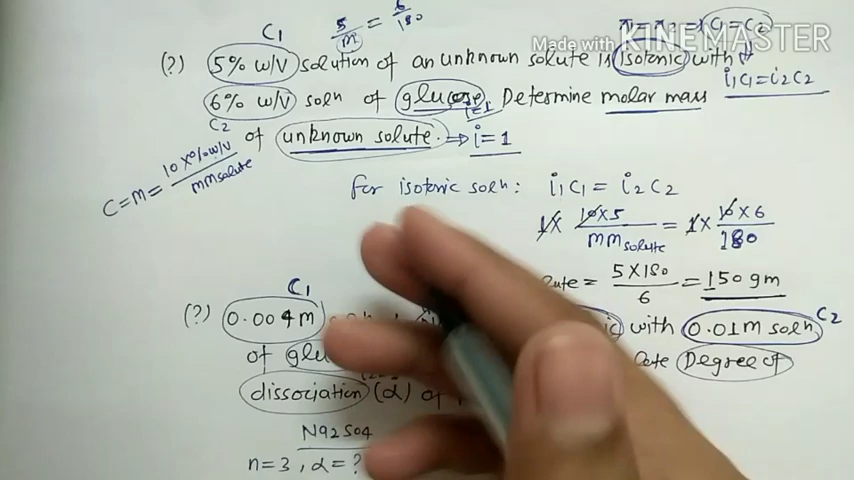 C1
5/m = 6/180
π1 = π2 ⇒ C1 = C2
Made with KINEMASTER
(?) 5% w/v solution of an unknown solute is isotonic with
i1C1 = i2C2
6% w/v soln of glucose. Determine molar mass
i=1
C2
of unknown solute. → i = 1
C = M = 10 x % w/v / mm solute
for isotonic soln: i1C1 = i2C2
1 x 10 x 5 / mm solute = 1 x 10 x 6 / 180
lute = 5 X 180 / 6 = 150 gm
C1
(?) 0.004 M with 0.01 M soln C2
of glu Degree of
dissociation (α) of
Na2SO4
n = 3, α = ?